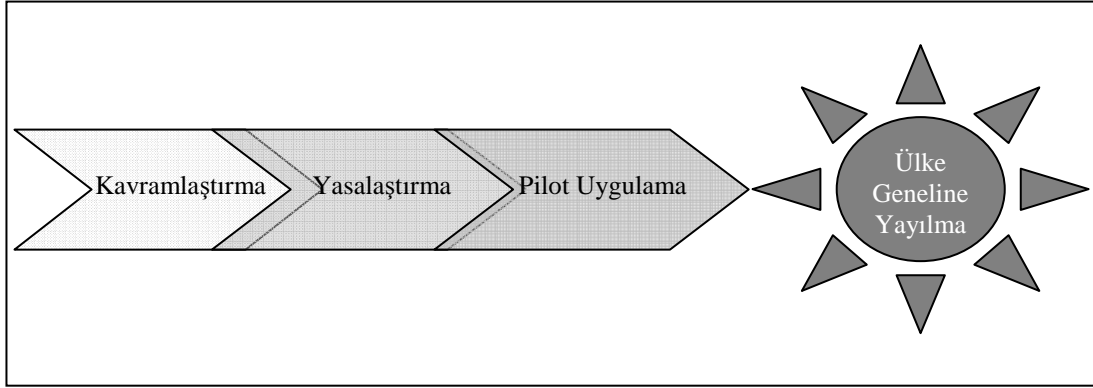 Kavramlaştırma
Yasalaştırma
Pilot Uygulama
Ülke
Geneline
Yayılma